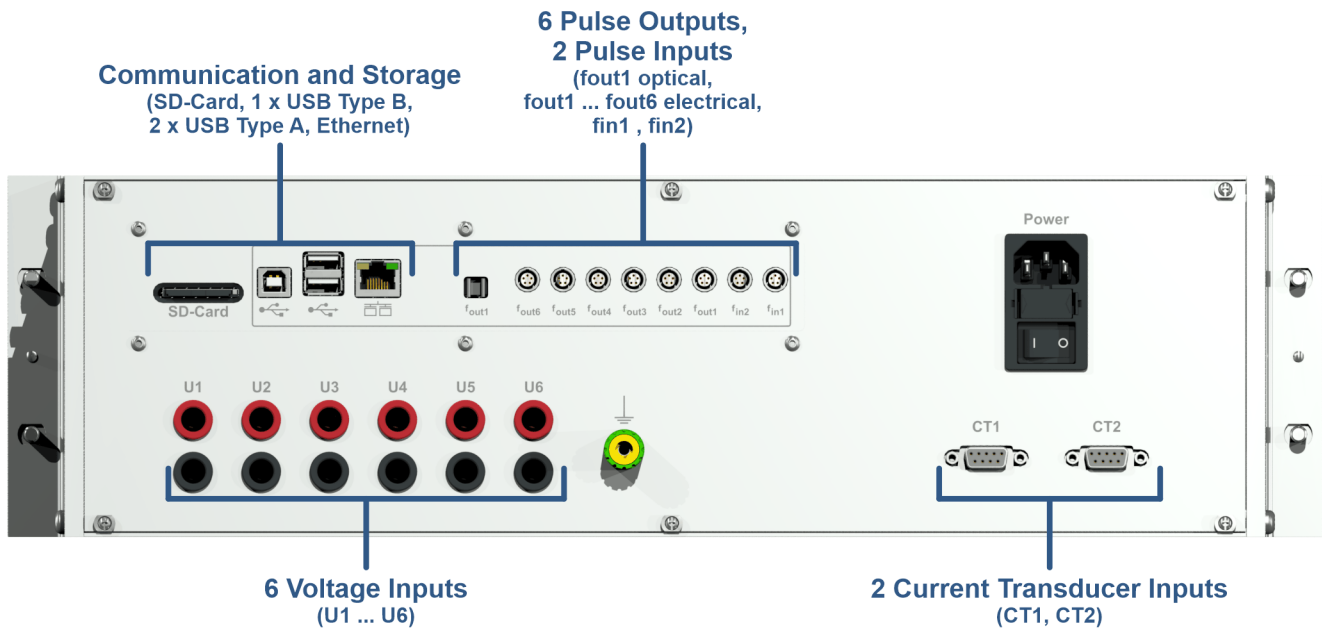 6 Pulse Outputs,
2 Pulse Inputs
(fout1 optical,
fout1 ... fout6 electrical,
fin1 , fin2)
Communication and Storage
(SD-Card, 1 x USB Type B,
2 x USB Type A, Ethernet)
Power
SD-Card
fout1 fout6 fout5 fout4 fout3 fout2 fout1 fin2 fin1
I O
U1 U2 U3 U4 U5 U6
CT1 CT2
6 Voltage Inputs
(U1 ... U6)
2 Current Transducer Inputs
(CT1, CT2)